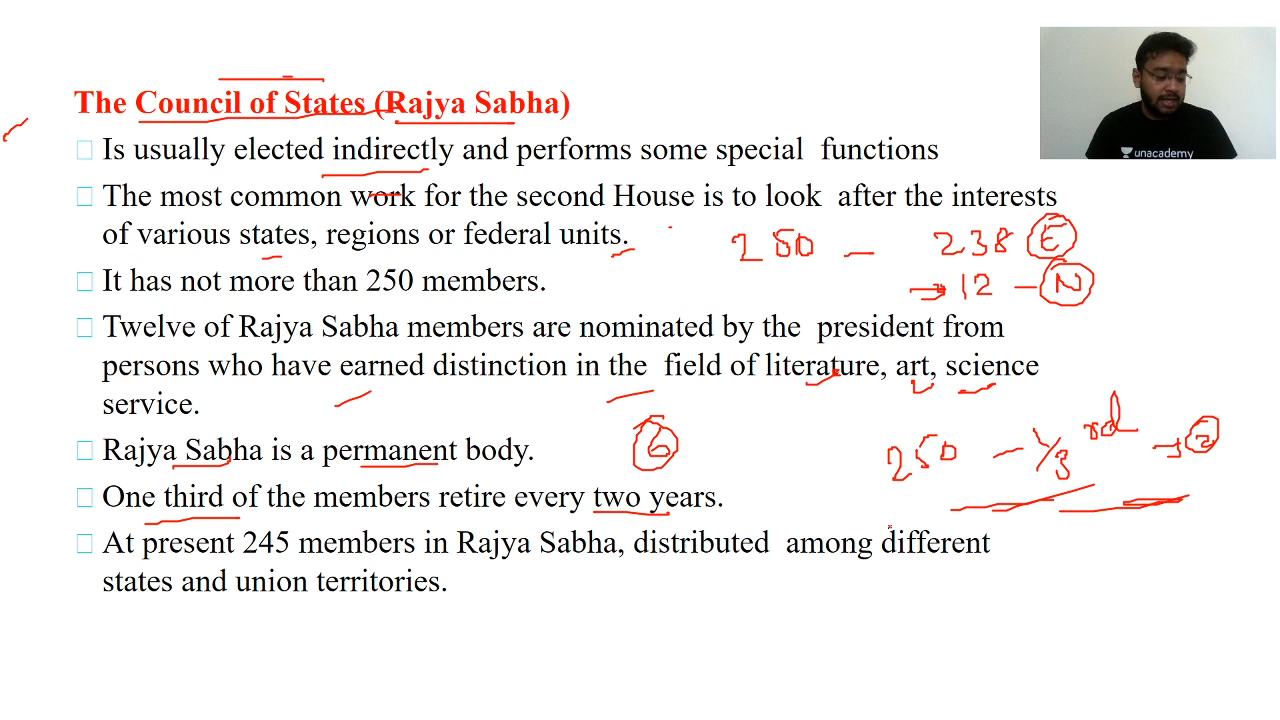 The Council of States (Rajya Sabha)
Is usually elected indirectly and performs some special functions
The most common work for the second House is to look after the interests
of various states, regions or federal units.
250 — 238 E
→ 12 — N
It has not more than 250 members.
Twelve of Rajya Sabha members are nominated by the president from
persons who have earned distinction in the field of literature, art, science
service.
Rajya Sabha is a permanent body.
6
250 — 1/3 rd → 2
One third of the members retire every two years.
At present 245 members in Rajya Sabha, distributed among different
states and union territories.
unacademy